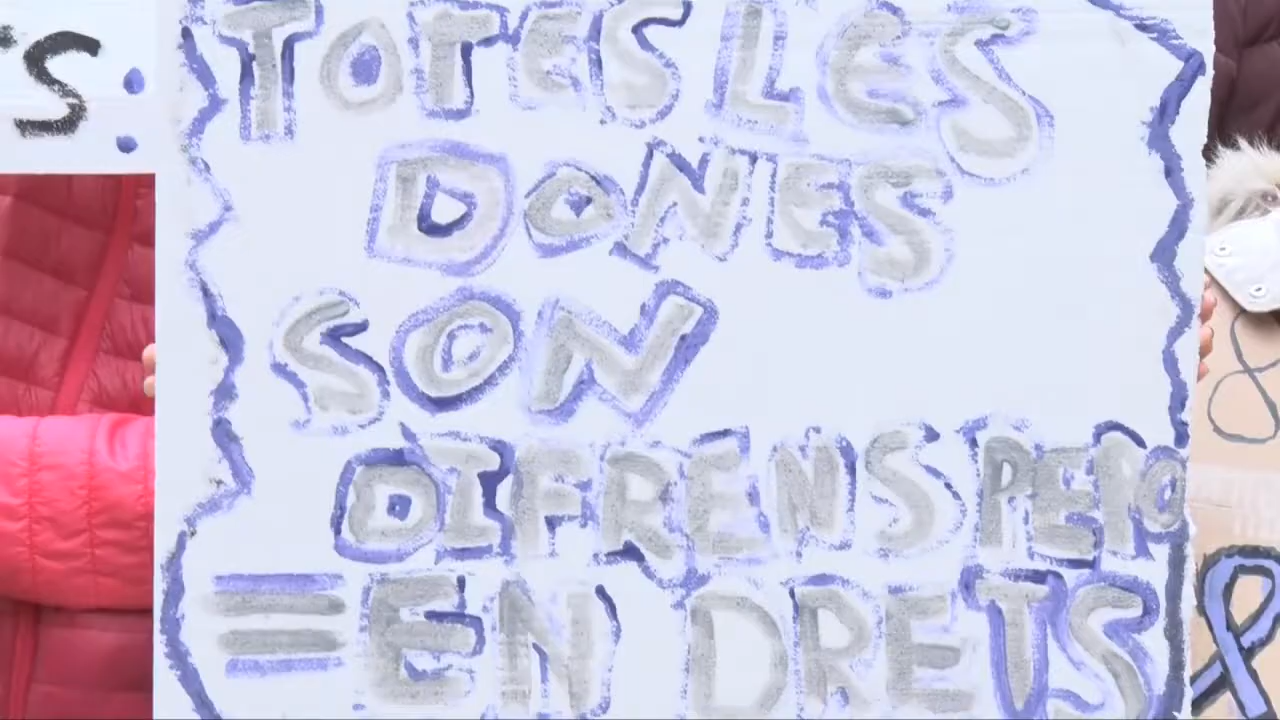 S:
TOTES LES
DONES
SON
DIFRENS PERO
= EN DRETS